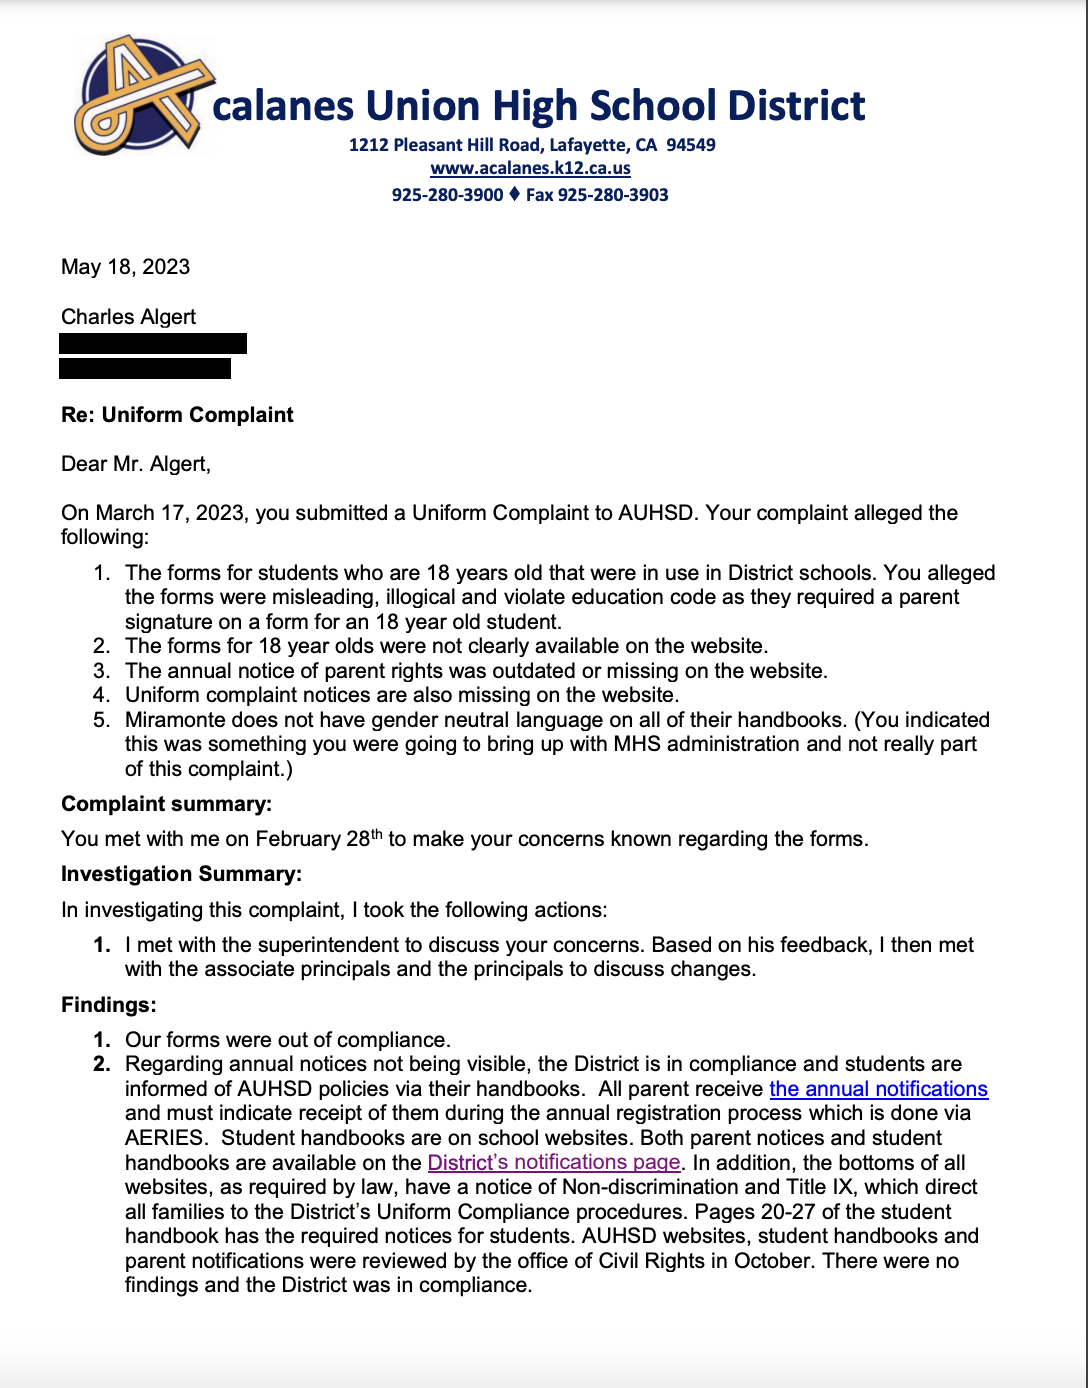 Acalanes Union High School District
1212 Pleasant Hill Road, Lafayette, CA  94549
www.acalanes.k12.ca.us
925-280-3900 ♦ Fax 925-280-3903
May 18, 2023
Charles Algert
Re: Uniform Complaint
Dear Mr. Algert,
On March 17, 2023, you submitted a Uniform Complaint to AUHSD. Your complaint alleged the
following:
1. The forms for students who are 18 years old that were in use in District schools. You alleged
the forms were misleading, illogical and violate education code as they required a parent
signature on a form for an 18 year old student.
2. The forms for 18 year olds were not clearly available on the website.
3. The annual notice of parent rights was outdated or missing on the website.
4. Uniform complaint notices are also missing on the website.
5. Miramonte does not have gender neutral language on all of their handbooks. (You indicated
this was something you were going to bring up with MHS administration and not really part
of this complaint.)
Complaint summary:
You met with me on February 28th to make your concerns known regarding the forms.
Investigation Summary:
In investigating this complaint, I took the following actions:
1. I met with the superintendent to discuss your concerns. Based on his feedback, I then met
with the associate principals and the principals to discuss changes.
Findings:
1. Our forms were out of compliance.
2. Regarding annual notices not being visible, the District is in compliance and students are
informed of AUHSD policies via their handbooks.  All parent receive the annual notifications
and must indicate receipt of them during the annual registration process which is done via
AERIES.  Student handbooks are on school websites. Both parent notices and student
handbooks are available on the District's notifications page. In addition, the bottoms of all
websites, as required by law, have a notice of Non-discrimination and Title IX, which direct
all families to the District's Uniform Compliance procedures. Pages 20-27 of the student
handbook has the required notices for students. AUHSD websites, student handbooks and
parent notifications were reviewed by the office of Civil Rights in October. There were no
findings and the District was in compliance.